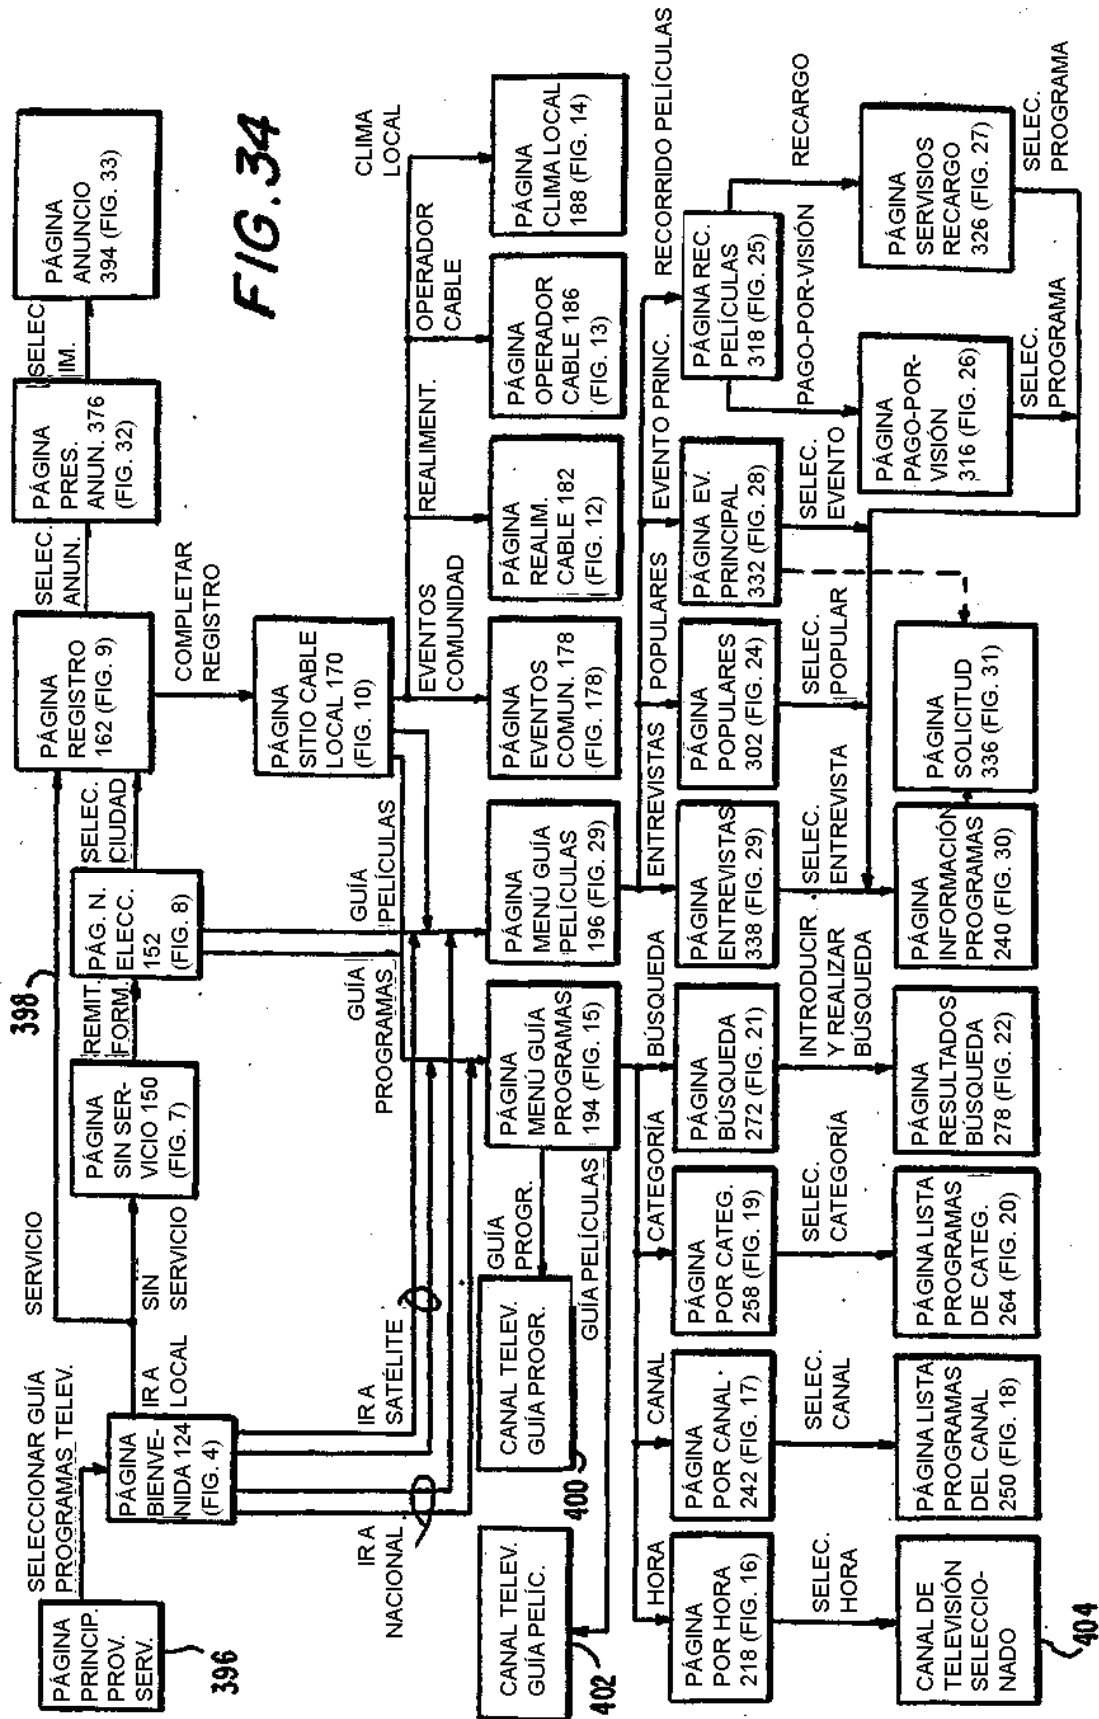 FIG.34
SELECCIONAR GUÍA
PROGRAMAS TELEV.
SERVICIO
398
PÁGINA
PRINCIP.
PROV.
SERV.
396
PÁGINA
BIENVE-
NIDA 124
(FIG. 4)
IR A
LOCAL
SIN
SERVICIO
PÁGINA
SIN SER-
VICIO 150
(FIG. 7)
REMIT.
FORM.
PÁG. N.
ELECC.
152
(FIG. 8)
SELEC.
CIUDAD
PÁGINA
REGISTRO
162 (FIG. 9)
SELEC.
ANUN.
PÁGINA
PRES.
ANUN. 376
(FIG. 32)
SELEC
IM.
PÁGINA
ANUNCIO
394 (FIG. 33)
COMPLETAR
REGISTRO
PÁGINA
SITIO CABLE
LOCAL 170
(FIG. 10)
IR A
NACIONAL
IR A
SATÉLITE
GUÍA
PROGRAMAS
GUÍA
PELÍCULAS
EVENTOS
COMUNIDAD
REALIMENT.
OPERADOR
CABLE
CLIMA
LOCAL
CANAL TELEV.
GUÍA PELÍC.
402
CANAL TELEV.
GUÍA PROGR.
400
GUÍA
PROGR.
GUÍA PELÍCULAS
PÁGINA
MENÚ GUÍA
PROGRAMAS
194 (FIG. 15)
PÁGINA
MENÚ GUÍA
PELÍCULAS
196 (FIG. 29)
PÁGINA
EVENTOS
COMUN. 178
(FIG. 178)
PÁGINA
REALIM.
CABLE 182
(FIG. 12)
PÁGINA
OPERADOR
CABLE 186
(FIG. 13)
PÁGINA
CLIMA LOCAL
188 (FIG. 14)
HORA
CANAL
CATEGORÍA
BÚSQUEDA
ENTREVISTAS
POPULARES
EVENTO PRINC.
RECORRIDO PELÍCULAS
PÁGINA
POR HORA
218 (FIG. 16)
PÁGINA
POR CANAL
242 (FIG. 17)
PÁGINA
POR CATEG.
258 (FIG. 19)
PÁGINA
BÚSQUEDA
272 (FIG. 21)
PÁGINA
ENTREVISTAS
338 (FIG. 29)
PÁGINA
POPULARES
302 (FIG. 24)
PÁGINA EV.
PRINCIPAL
332 (FIG. 28)
PÁGINA REC.
PELÍCULAS
318 (FIG. 25)
PAGO-POR-VISIÓN
RECARGO
SELEC.
HORA
SELEC.
CANAL
SELEC.
CATEGORÍA
INTRODUCIR
Y REALIZAR
BÚSQUEDA
SELEC.
ENTREVISTA
SELEC.
POPULAR
SELEC.
EVENTO
PÁGINA
PAGO-POR-
VISIÓN
316 (FIG. 26)
PÁGINA
SERVISIOS
RECARGO
326 (FIG. 27)
SELEC.
PROGRAMA
SELEC.
PROGRAMA
CANAL DE
TELEVISIÓN
SELECCIO-
NADO
404
PÁGINA LISTA
PROGRAMAS
DEL CANAL
250 (FIG. 18)
PÁGINA LISTA
PROGRAMAS
DE CATEG.
264 (FIG. 20)
PÁGINA
RESULTADOS
BÚSQUEDA
278 (FIG. 22)
PÁGINA
INFORMACIÓN
PROGRAMAS
240 (FIG. 30)
PÁGINA
SOLICITUD
336 (FIG. 31)